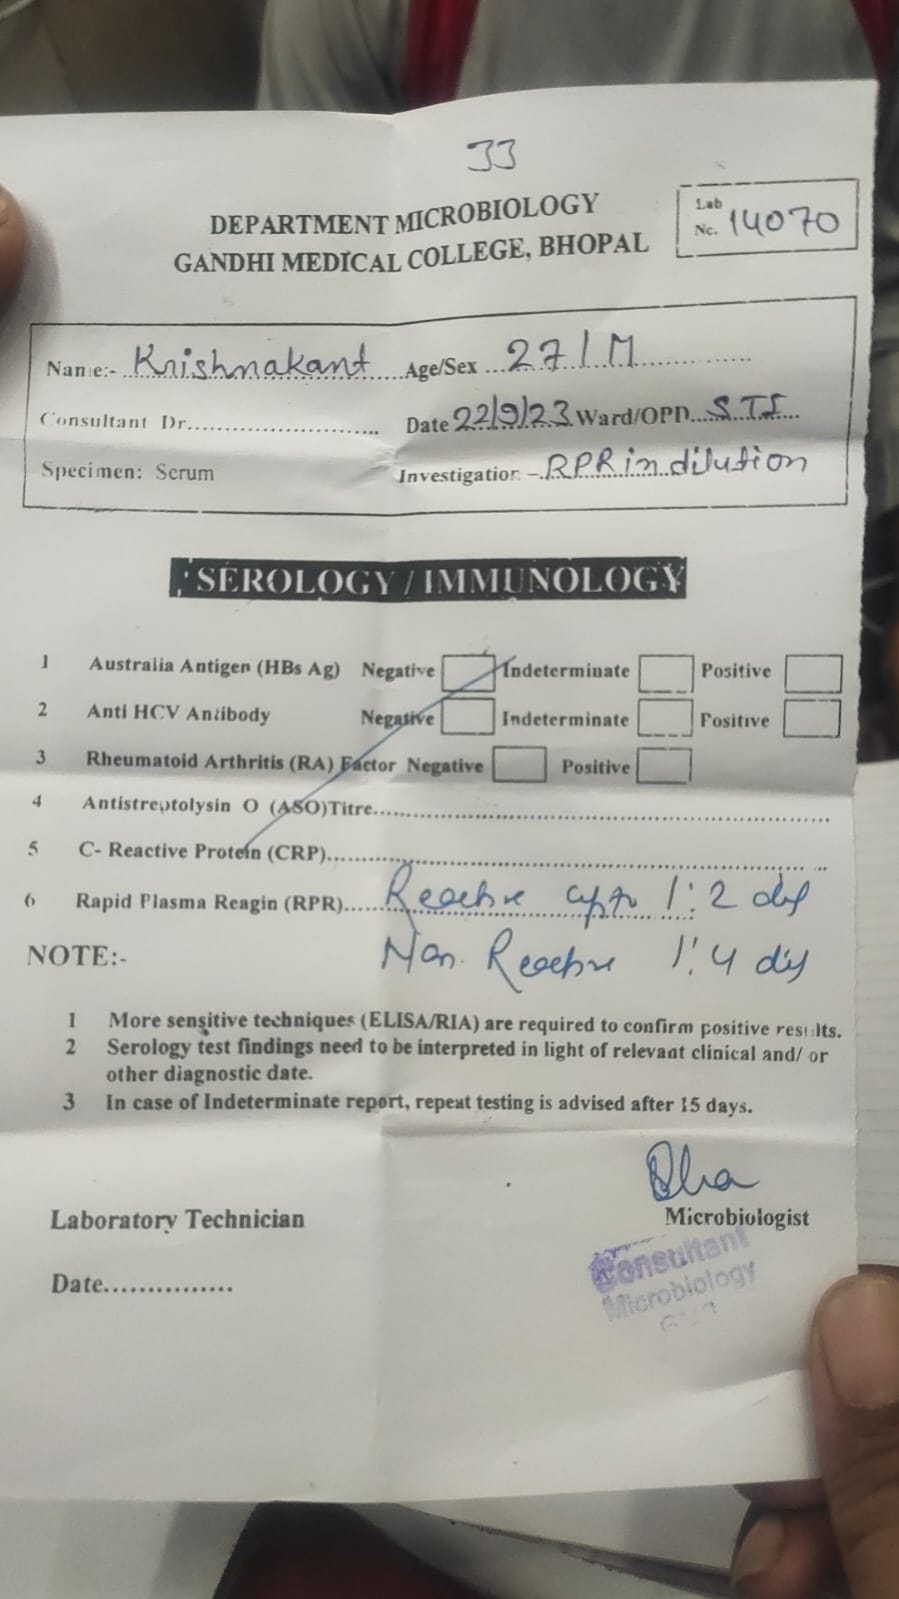 33
DEPARTMENT MICROBIOLOGY
GANDHI MEDICAL COLLEGE, BHOPAL
Lab No. 14070
Name:- Krishnakant Age/Sex 27/M
Consultant Dr. Date 22/9/23 Ward/OPD STI
Specimen: Serum Investigation - RPR in dilution
SEROLOGY / IMMUNOLOGY
1 Australia Antigen (HBs Ag) Negative Indeterminate Positive
2 Anti HCV Antibody Negative Indeterminate Positive
3 Rheumatoid Arthritis (RA) Factor Negative Positive
4 Antistreptolysin O (ASO)Titre
5 C- Reactive Protein (CRP)
6 Rapid Plasma Reagin (RPR) Reactive upto 1:2 dil
NOTE:- Non Reactive 1:4 dil
1 More sensitive techniques (ELISA/RIA) are required to confirm positive results.
2 Serology test findings need to be interpreted in light of relevant clinical and/ or
other diagnostic date.
3 In case of Indeterminate report, repeat testing is advised after 15 days.
Laboratory Technician Microbiologist
Consultant
Microbiology
Date